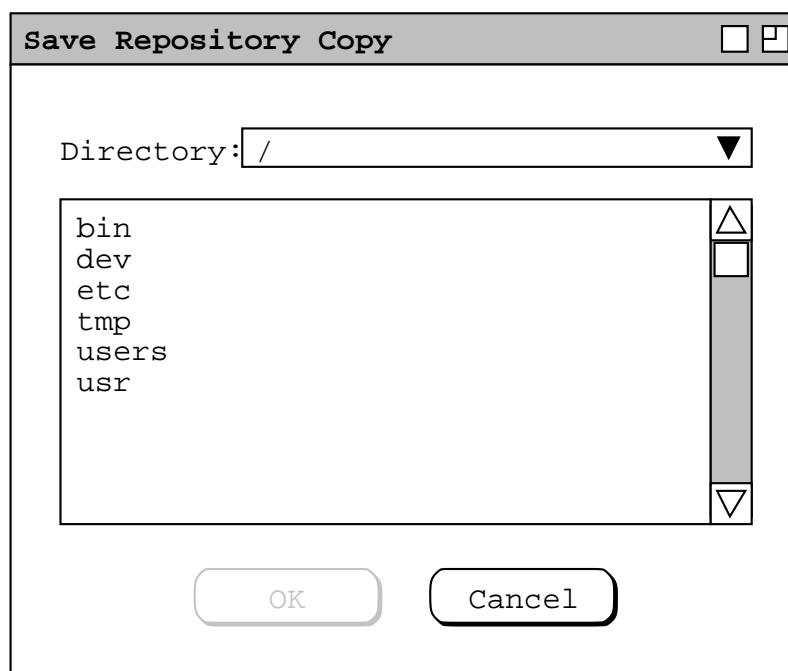 Save Repository Copy
Directory: /
bin
dev
etc
tmp
users
usr
OK Cancel